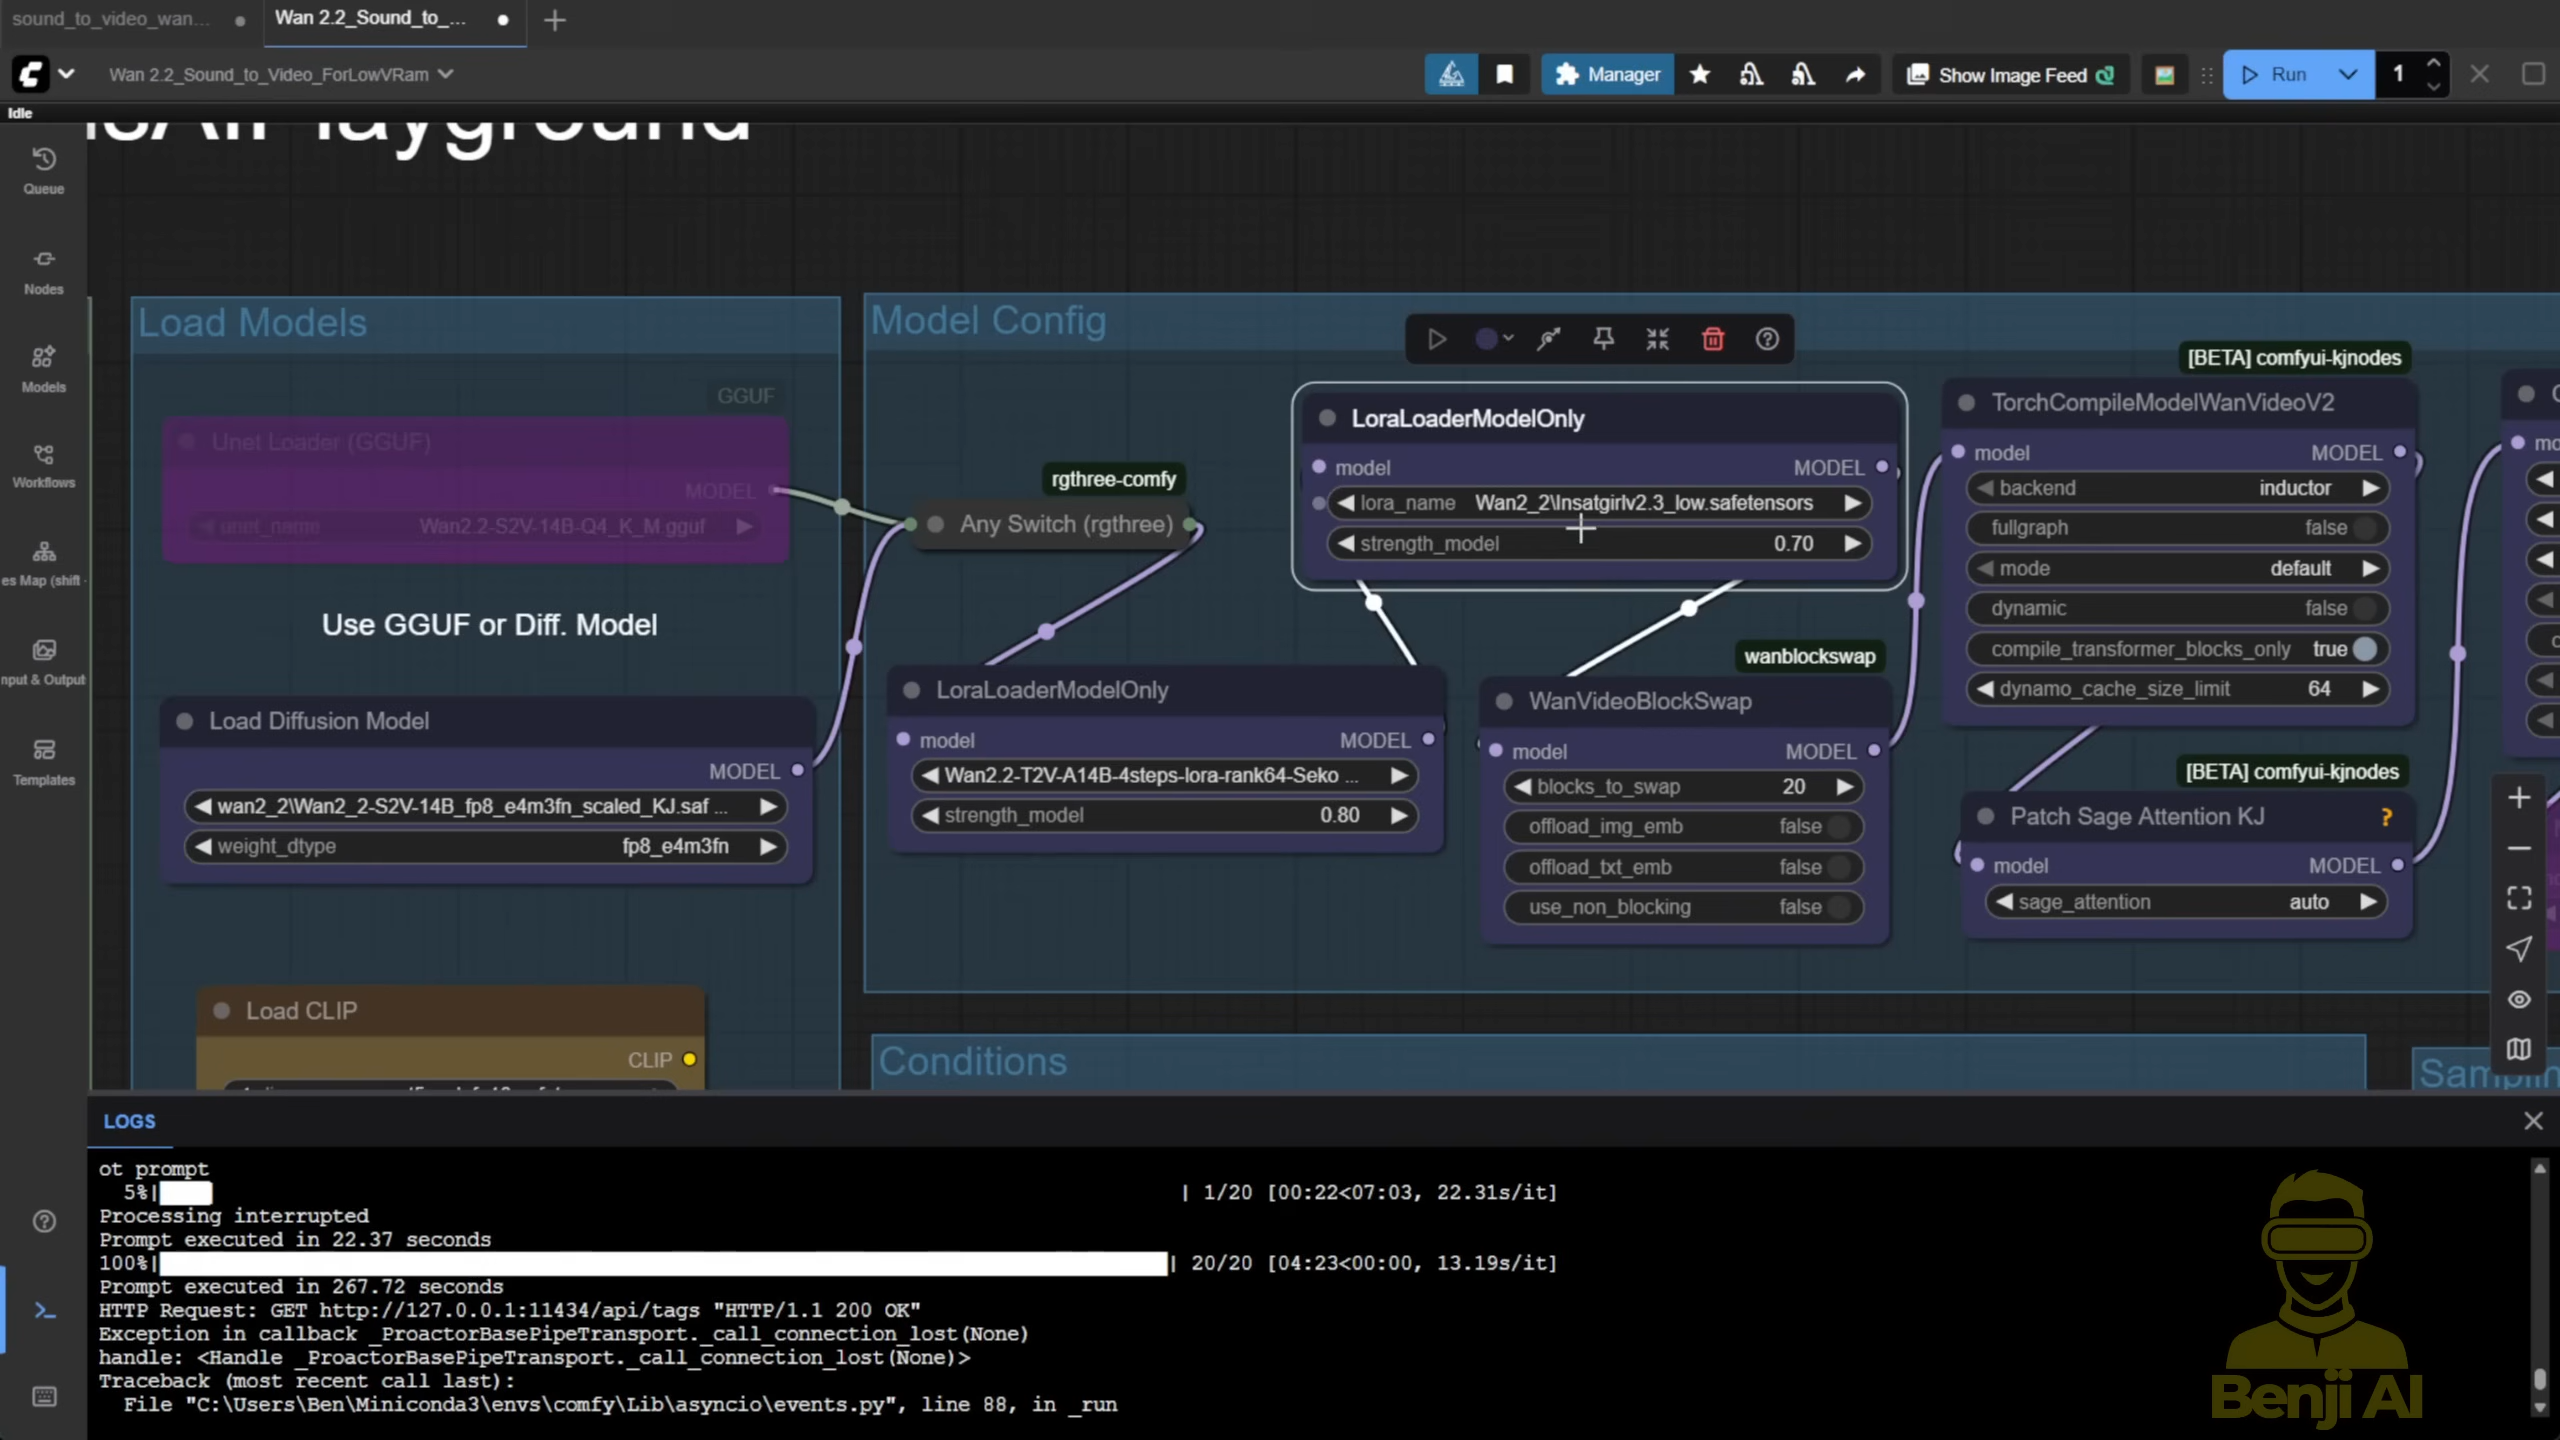 sound_to_video_wan...
Wan 2.2_Sound_to_...
Wan 2.2_Sound_to_Video_ForLowVRam
Manager
Show Image Feed
Run
1
Idle
Playground
Queue
Nodes
Models
Workflows
es Map (shift
nput & Output
Templates
Load Models
GGUF
Unet Loader (GGUF)
MODEL
unet_name Wan2.2-S2V-14B-Q4_K_M.gguf
Use GGUF or Diff. Model
Load Diffusion Model
MODEL
wan2_2\Wan2_2-S2V-14B_fp8_e4m3fn_scaled_KJ.saf ...
weight_dtype fp8_e4m3fn
Load CLIP
CLIP
Model Config
rgthree-comfy
Any Switch (rgthree)
LoraLoaderModelOnly
model MODEL
lora_name Wan2_2\Insatgirlv2.3_low.safetensors
strength_model 0.70
LoraLoaderModelOnly
model MODEL
Wan2.2-T2V-A14B-4steps-lora-rank64-Seko ...
strength_model 0.80
wanblockswap
WanVideoBlockSwap
model MODEL
blocks_to_swap 20
offload_img_emb false
offload_txt_emb false
use_non_blocking false
[BETA] comfyui-kjnodes
TorchCompileModelWanVideoV2
model MODEL
backend inductor
fullgraph false
mode default
dynamic false
compile_transformer_blocks_only true
dynamo_cache_size_limit 64
[BETA] comfyui-kjnodes
Patch Sage Attention KJ ?
model MODEL
sage_attention auto
mo
Conditions
Samplin
LOGS
ot prompt
5%| | 1/20 [00:22<07:03, 22.31s/it]
Processing interrupted
Prompt executed in 22.37 seconds
100%| | 20/20 [04:23<00:00, 13.19s/it]
Prompt executed in 267.72 seconds
HTTP Request: GET http://127.0.0.1:11434/api/tags "HTTP/1.1 200 OK"
Exception in callback _ProactorBasePipeTransport._call_connection_lost(None)
handle: <Handle _ProactorBasePipeTransport._call_connection_lost(None)>
Traceback (most recent call last):
File "C:\Users\Ben\Miniconda3\envs\comfy\Lib\asyncio\events.py", line 88, in _run
Benji AI